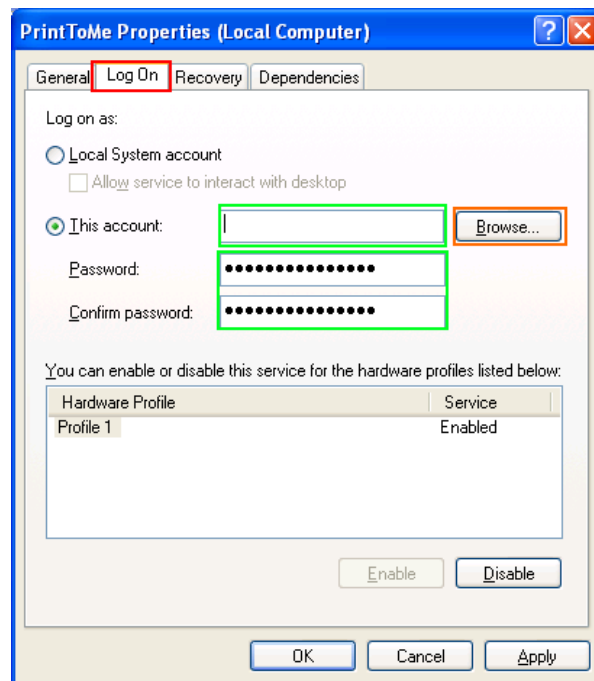 PrintToMe Properties (Local Computer)
General Log On Recovery Dependencies
Log on as:
Local System account
Allow service to interact with desktop
This account: Browse...
Password: ●●●●●●●●●●●●●●●
Confirm password: ●●●●●●●●●●●●●●●
You can enable or disable this service for the hardware profiles listed below:
Hardware Profile Service
Profile 1 Enabled
Enable Disable
OK Cancel Apply